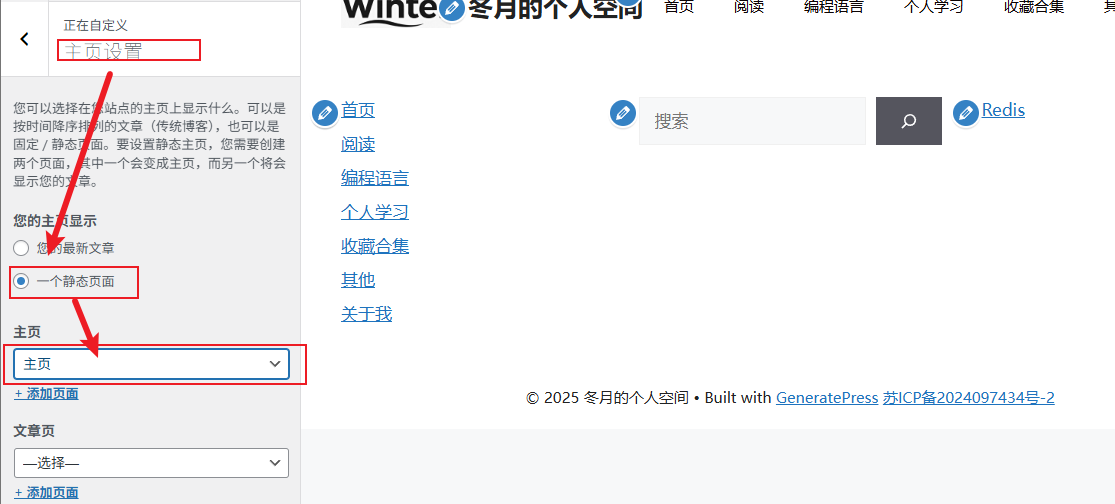 正在自定义
主页设置
您可以选择在您站点的主页上显示什么。可以是
按时间降序排列的文章（传统博客），也可以是
固定 / 静态页面。要设置静态主页，您需要创建
两个页面，其中一个会变成主页，而另一个将会
显示您的文章。
您的主页显示
您的最新文章
一个静态页面
主页
主页
+ 添加页面
文章页
—选择—
+ 添加页面
Winte 冬月的个人空间
首页 阅读 编程语言 个人学习 收藏合集
首页
阅读
编程语言
个人学习
收藏合集
其他
关于我
搜索
Redis
© 2025 冬月的个人空间 • Built with GeneratePress 苏ICP备2024097434号-2